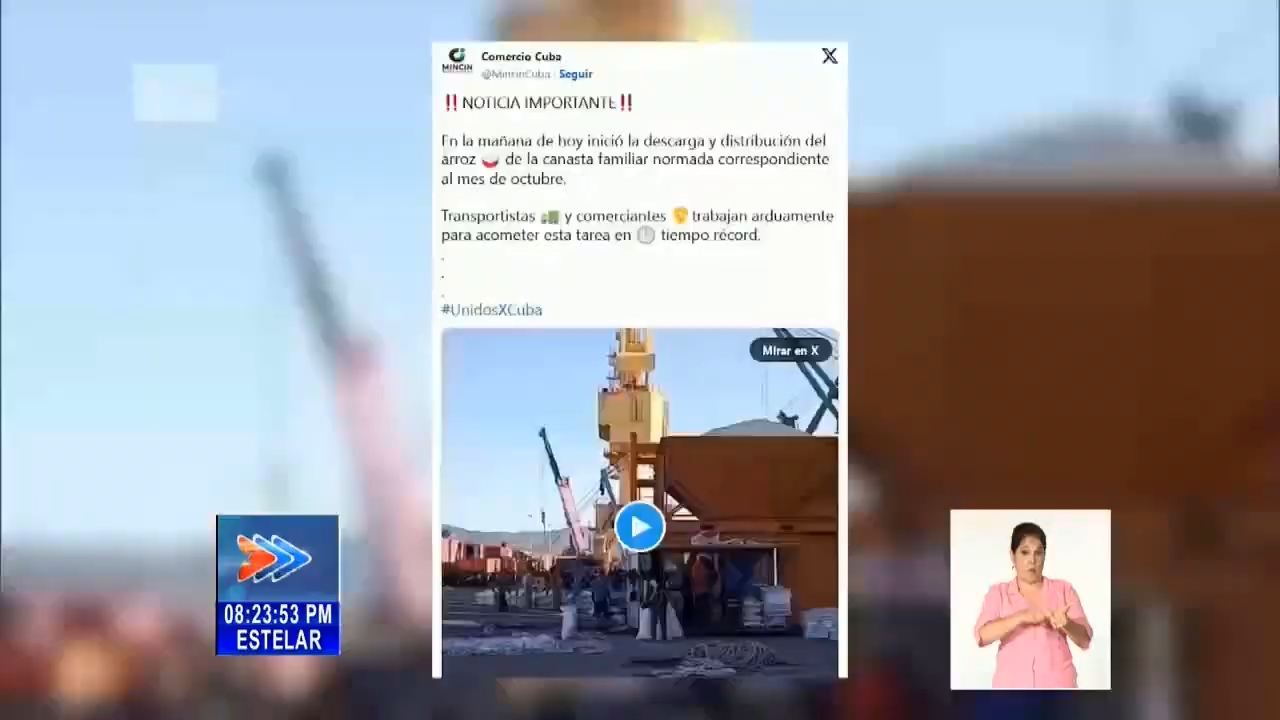 Comercio Cuba
MINCIN
@MincinCuba · Seguir
X
‼️NOTICIA IMPORTANTE‼️
En la mañana de hoy inició la descarga y distribución del
arroz 🍚 de la canasta familiar normada correspondiente
al mes de octubre.
Transportistas 🚛 y comerciantes ✊ trabajan arduamente
para acometer esta tarea en ⏱ tiempo récord.
.
.
.
#UnidosXCuba
Mirar en X
08:23:53 PM
ESTELAR